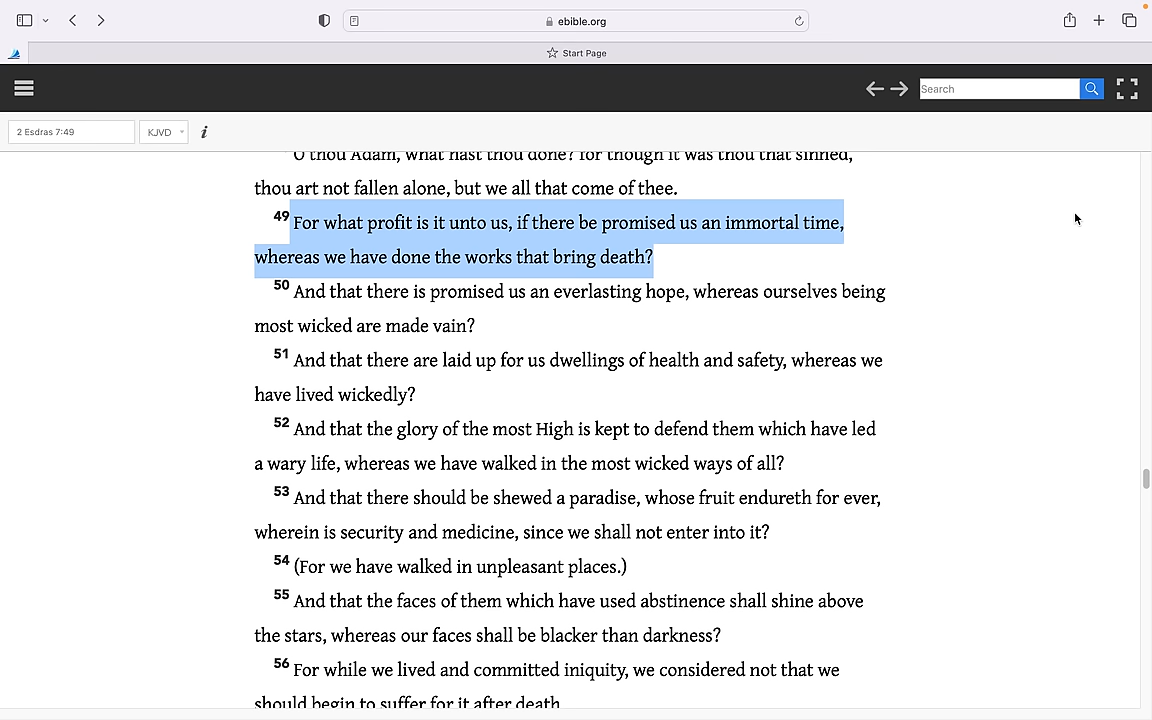 ebible.org
Start Page
Search
2 Esdras 7:49
KJVD
i
O thou Adam, what hast thou done? for though it was thou that sinned,
thou art not fallen alone, but we all that come of thee.
49 For what profit is it unto us, if there be promised us an immortal time,
whereas we have done the works that bring death?
50 And that there is promised us an everlasting hope, whereas ourselves being
most wicked are made vain?
51 And that there are laid up for us dwellings of health and safety, whereas we
have lived wickedly?
52 And that the glory of the most High is kept to defend them which have led
a wary life, whereas we have walked in the most wicked ways of all?
53 And that there should be shewed a paradise, whose fruit endureth for ever,
wherein is security and medicine, since we shall not enter into it?
54 (For we have walked in unpleasant places.)
55 And that the faces of them which have used abstinence shall shine above
the stars, whereas our faces shall be blacker than darkness?
56 For while we lived and committed iniquity, we considered not that we
should begin to suffer for it after death.